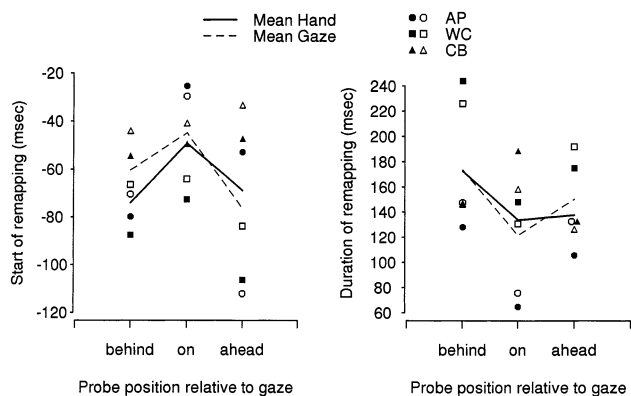 Mean Hand
Mean Gaze
AP
WC
CB
Start of remapping (msec)
-20
-40
-60
-80
-100
-120
behind on ahead
Probe position relative to gaze
Duration of remapping (msec)
240
220
200
180
160
140
120
100
80
60
behind on ahead
Probe position relative to gaze